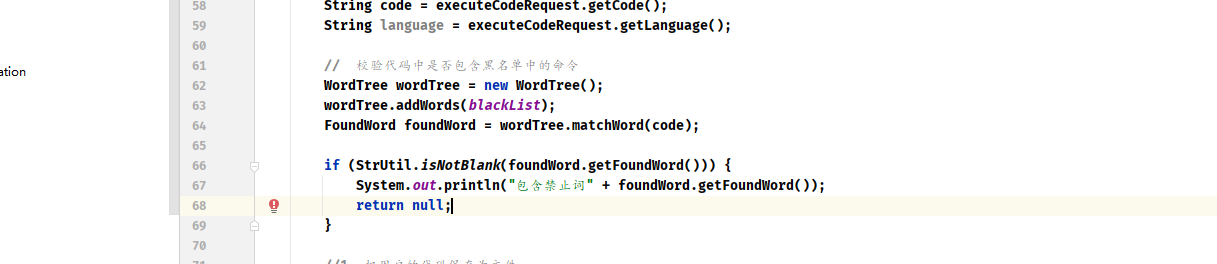 58 String code = executeCodeRequest.getCode();
59 String language = executeCodeRequest.getLanguage();
60
ation
61 // 校验代码中是否包含黑名单中的命令
62 WordTree wordTree = new WordTree();
63 wordTree.addWords(blackList);
64 FoundWord foundWord = wordTree.matchWord(code);
65
66 if (StrUtil.isNotBlank(foundWord.getFoundWord())) {
67 System.out.println("包含禁止词" + foundWord.getFoundWord());
68 return null;
69 }
70